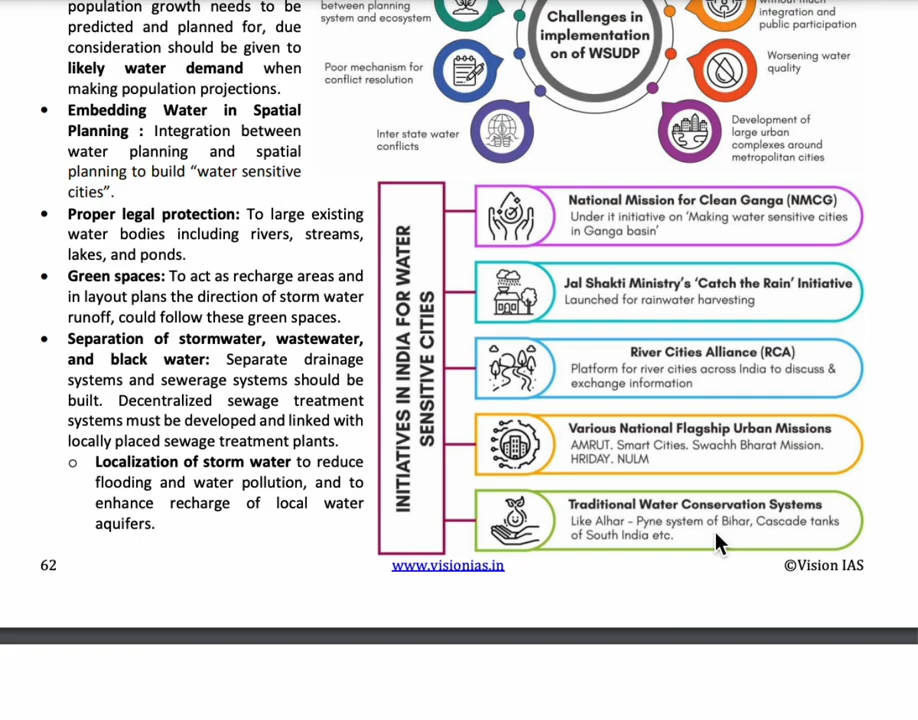 population growth needs to be
predicted and planned for, due
consideration should be given to
likely water demand when
making population projections.
• Embedding Water in Spatial
Planning : Integration between
water planning and spatial
planning to build “water sensitive
cities”.
• Proper legal protection: To large existing
water bodies including rivers, streams,
lakes, and ponds.
• Green spaces: To act as recharge areas and
in layout plans the direction of storm water
runoff, could follow these green spaces.
• Separation of stormwater, wastewater,
and black water: Separate drainage
systems and sewerage systems should be
built. Decentralized sewage treatment
systems must be developed and linked with
locally placed sewage treatment plants.
o Localization of storm water to reduce
flooding and water pollution, and to
enhance recharge of local water
aquifers.
between planning
system and ecosystem
Poor mechanism for
conflict resolution
Inter state water
conflicts
Challenges in
implementation
on of WSUDP
without much
integration and
public participation
Worsening water
quality
Development of
large urban
complexes around
metropolitan cities
INITIATIVES IN INDIA FOR WATER
SENSITIVE CITIES
National Mission for Clean Ganga (NMCG)
Under it initiative on ‘Making water sensitive cities
in Ganga basin’
Jal Shakti Ministry’s ‘Catch the Rain’ Initiative
Launched for rainwater harvesting
River Cities Alliance (RCA)
Platform for river cities across India to discuss &
exchange information
Various National Flagship Urban Missions
AMRUT. Smart Cities. Swachh Bharat Mission.
HRIDAY. NULM
Traditional Water Conservation Systems
Like Alhar - Pyne system of Bihar, Cascade tanks
of South India etc.
62
www.visionias.in
©Vision IAS